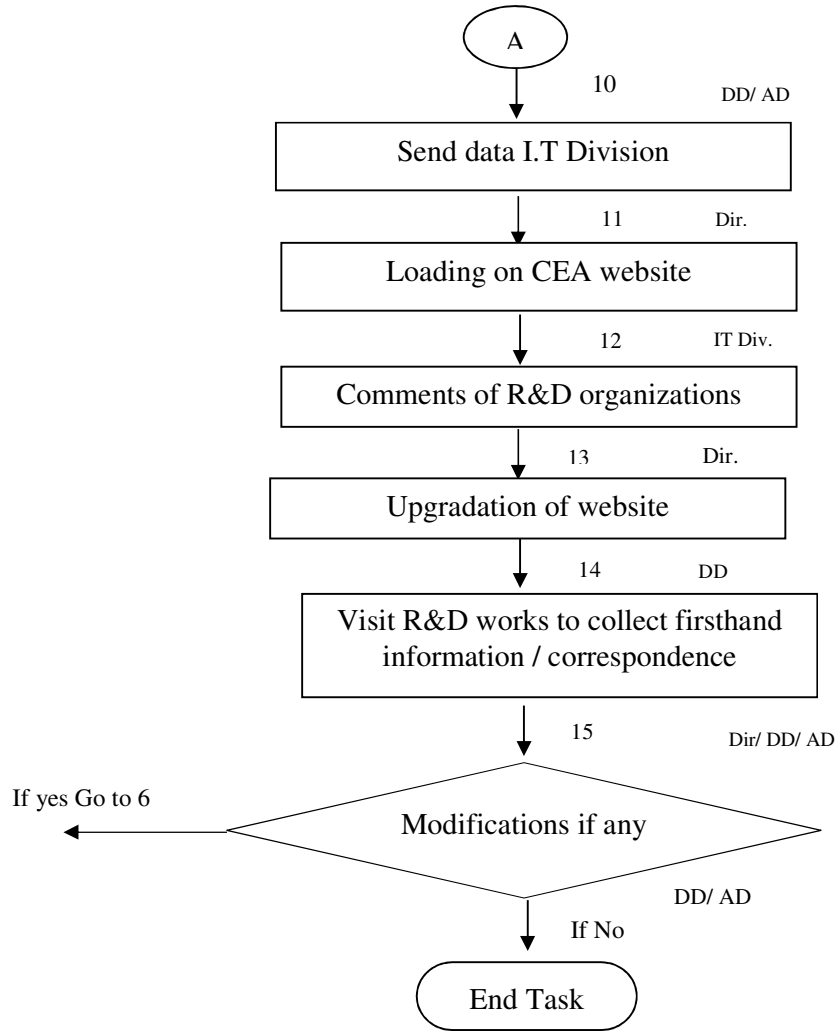 A
10
DD/ AD
Send data I.T Division
11
Dir.
Loading on CEA website
12
IT Div.
Comments of R&D organizations
13
Dir.
Upgradation of website
14
DD
Visit R&D works to collect firsthand
information / correspondence
15
Dir/ DD/ AD
If yes Go to 6
Modifications if any
DD/ AD
If No
End Task